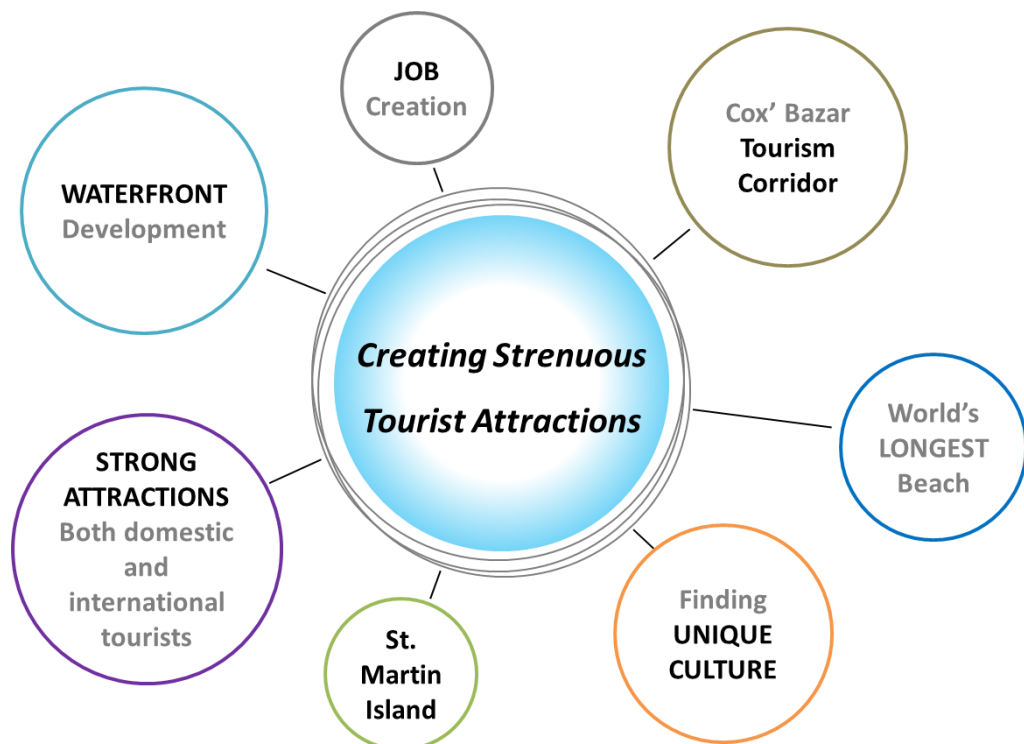 JOB
Creation
Cox’ Bazar
Tourism
Corridor
WATERFRONT
Development
Creating Strenuous
Tourist Attractions
World’s
LONGEST
Beach
STRONG
ATTRACTIONS
Both domestic
and
international
tourists
Finding
UNIQUE
CULTURE
St.
Martin
Island